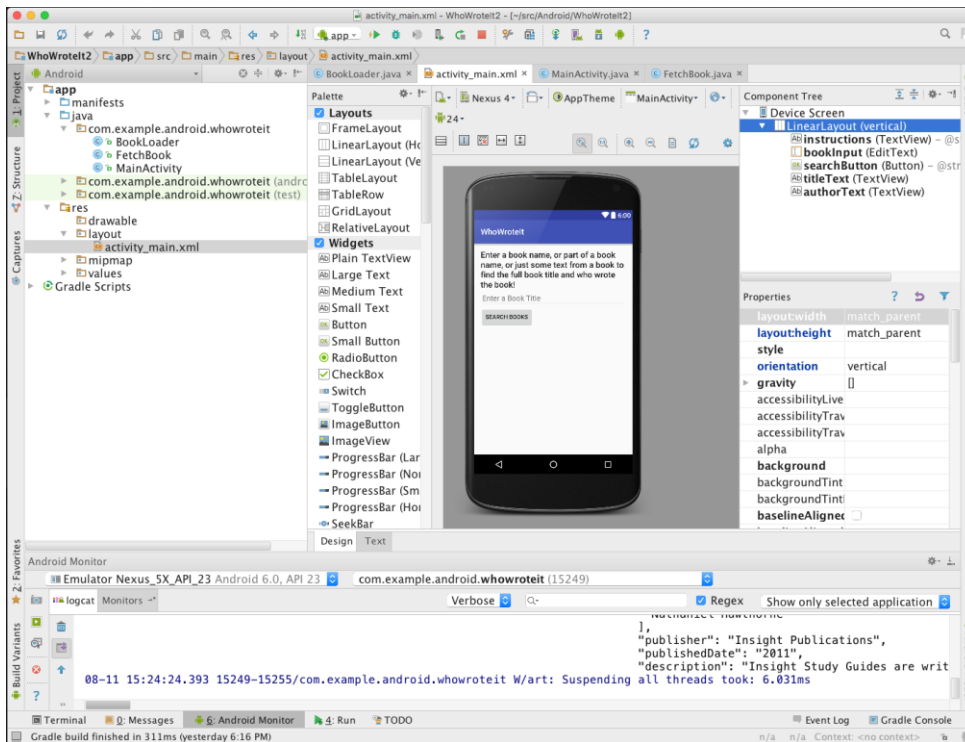 activity_main.xml - WhoWroteIt2 - [~/src/Android/WhoWroteIt2]
app
WhoWroteIt2 app src main res layout activity_main.xml
1: Project
Z: Structure
Captures
2: Favorites
Build Variants
Android
app
manifests
java
com.example.android.whowroteit
BookLoader
FetchBook
MainActivity
com.example.android.whowroteit (andrc
com.example.android.whowroteit (test)
res
drawable
layout
activity_main.xml
mipmap
values
Gradle Scripts
BookLoader.java × activity_main.xml × MainActivity.java × FetchBook.java ×
Palette
Layouts
FrameLayout
LinearLayout (Ho
LinearLayout (Ve
TableLayout
TableRow
GridLayout
RelativeLayout
Widgets
Plain TextView
Large Text
Medium Text
Small Text
Button
Small Button
RadioButton
CheckBox
Switch
ToggleButton
ImageButton
ImageView
ProgressBar (Lar
ProgressBar (Nor
ProgressBar (Sm
ProgressBar (Hor
SeekBar
Design Text
Nexus 4 AppTheme MainActivity
24
6:00
WhoWroteIt
Enter a book name, or part of a book
name, or just some text from a book to
find the full book title and who wrote
the book!
Enter a Book Title
SEARCH BOOKS
Component Tree
Device Screen
LinearLayout (vertical)
instructions (TextView) – @s
bookInput (EditText)
searchButton (Button) – @str
titleText (TextView)
authorText (TextView)
Properties ?
layout:width match_parent
layout:height match_parent
style
orientation vertical
gravity []
accessibilityLive
accessibilityTrav
accessibilityTrav
alpha
background
backgroundTint
backgroundTintI
baselineAligned
Android Monitor
Emulator Nexus_5X_API_23 Android 6.0, API 23 com.example.android.whowroteit (15249)
logcat Monitors Verbose Regex Show only selected application
"Nathaniel Hawthorne"
],
"publisher": "Insight Publications",
"publishedDate": "2011",
"description": "Insight Study Guides are writ
08-11 15:24:24.393 15249-15255/com.example.android.whowroteit W/art: Suspending all threads took: 6.031ms
Terminal 0: Messages 6: Android Monitor 4: Run TODO Event Log Gradle Console
Gradle build finished in 311ms (yesterday 6:16 PM) n/a n/a Context: <no context>